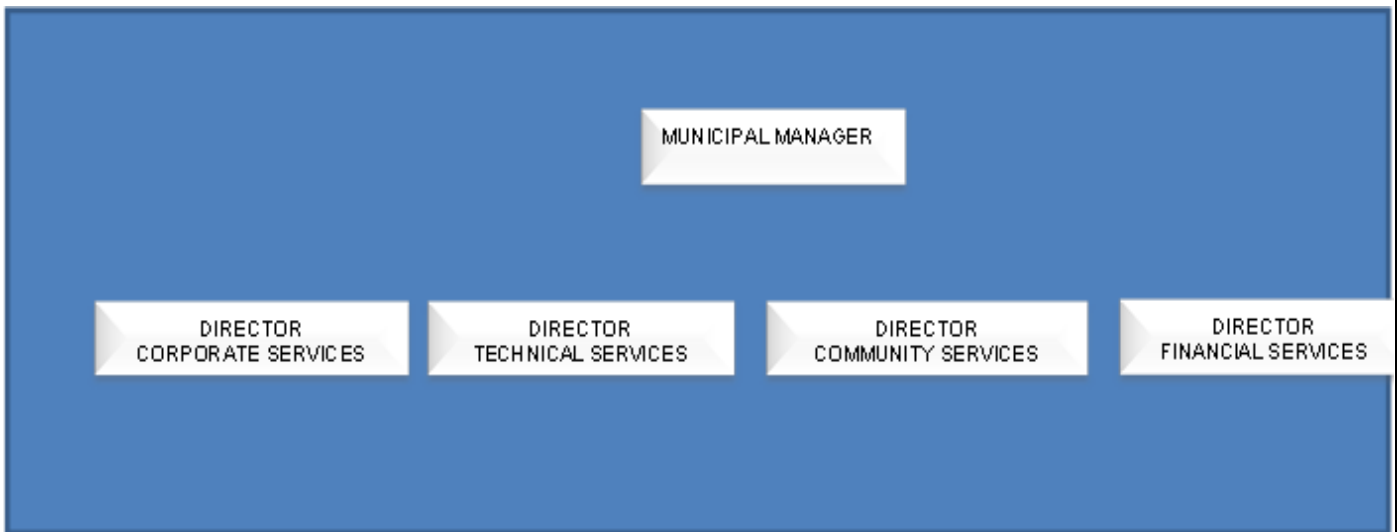 MUNICIPAL MANAGER
DIRECTOR
CORPORATE SERVICES
DIRECTOR
TECHNICAL SERVICES
DIRECTOR
COMMUNITY SERVICES
DIRECTOR
FINANCIAL SERVICES